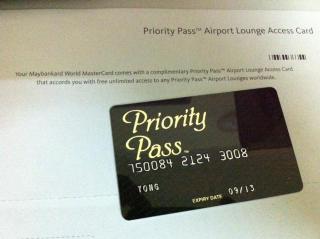 Priority Pass™ Airport Lounge Access Card
Your Maybankard World MasterCard comes with a complimentary Priority Pass™ Airport Lounge Access Card
that accords you with free unlimited access to any Priority Pass™ Airport Lounges worldwide.
Priority
Pass™
750084 2124 3008
YONG
EXPIRY DATE 09/13